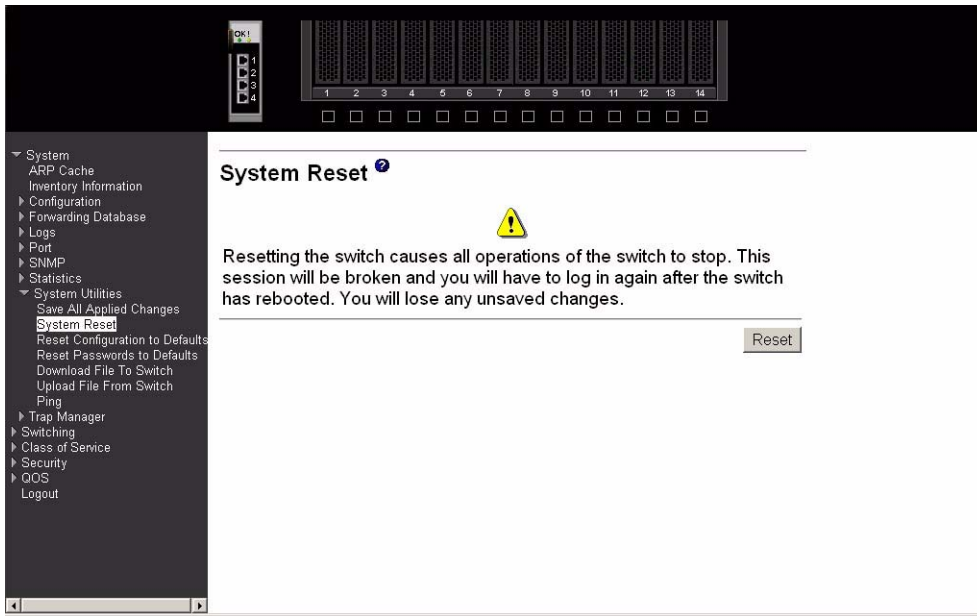 OK!
1
2
3
4
1 2 3 4 5 6 7 8 9 10 11 12 13 14
System
ARP Cache
Inventory Information
Configuration
Forwarding Database
Logs
Port
SNMP
Statistics
System Utilities
Save All Applied Changes
System Reset
Reset Configuration to Defaults
Reset Passwords to Defaults
Download File To Switch
Upload File From Switch
Ping
Trap Manager
Switching
Class of Service
Security
QOS
Logout
System Reset ?
Resetting the switch causes all operations of the switch to stop. This
session will be broken and you will have to log in again after the switch
has rebooted. You will lose any unsaved changes.
Reset